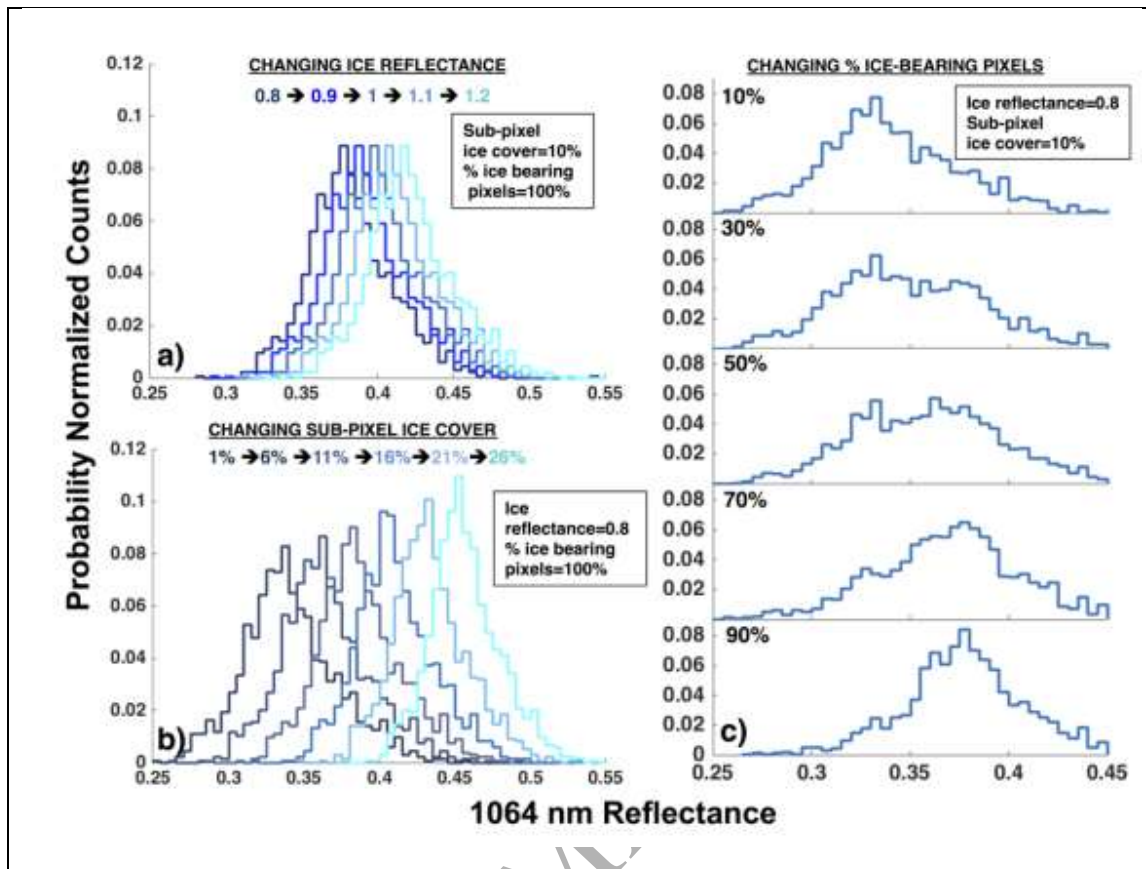 CHANGING ICE REFLECTANCE
0.8 ➔ 0.9 ➔ 1 ➔ 1.1 ➔ 1.2
Sub-pixel
ice cover=10%
% ice bearing
pixels=100%
0.12
0.1
0.08
0.06
0.04
0.02
0
a)
0.25
0.3
0.35
0.4
0.45
0.5
0.55
CHANGING SUB-PIXEL ICE COVER
1% ➔6% ➔11% ➔16% ➔21% ➔26%
Ice
reflectance=0.8
% ice bearing
pixels=100%
0.12
0.1
0.08
0.06
0.04
0.02
0
b)
0.25
0.3
0.35
0.4
0.45
0.5
0.55
Probability Normalized Counts
CHANGING % ICE-BEARING PIXELS
Ice reflectance=0.8
Sub-pixel
ice cover=10%
10%
0.08
0.06
0.04
0.02
30%
0.08
0.06
0.04
0.02
0
50%
0.08
0.06
0.04
0.02
0
70%
0.08
0.06
0.04
0.02
0
90%
0.08
0.06
0.04
0.02
0
c)
0.25
0.3
0.35
0.4
0.45
1064 nm Reflectance